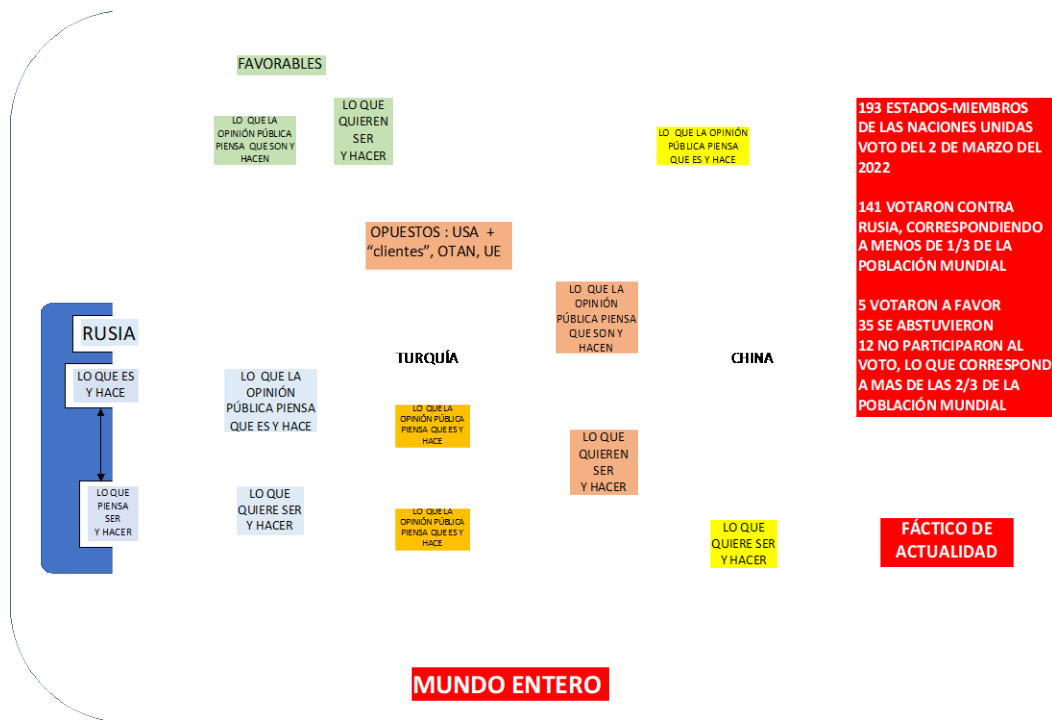 FAVORABLES
LO QUE LA
OPINIÓN PÚBLICA
PIENSA QUE SON Y
HACEN
LO QUE
QUIEREN
SER
Y HACER
LO QUE LA OPINIÓN
PÚBLICA PIENSA
QUE ES Y HACE
193 ESTADOS-MIEMBROS
DE LAS NACIONES UNIDAS
VOTO DEL 2 DE MARZO DEL
2022
141 VOTARON CONTRA
RUSIA, CORRESPONDIENDO
A MENOS DE 1/3 DE LA
POBLACIÓN MUNDIAL
5 VOTARON A FAVOR
35 SE ABSTUVIERON
12 NO PARTICIPARON AL
VOTO, LO QUE CORRESPOND
A MAS DE LAS 2/3 DE LA
POBLACIÓN MUNDIAL
OPUESTOS : USA +
“clientes”, OTAN, UE
LO QUE LA
OPINIÓN
PÚBLICA PIENSA
QUE SON Y
HACEN
RUSIA
TURQUÍA
CHINA
LO QUE ES
Y HACE
LO QUE LA
OPINIÓN
PÚBLICA PIENSA
QUE ES Y HACE
LO QUE LA
OPINIÓN PÚBLICA
PIENSA QUE ES Y
HACE
LO QUE
QUIEREN
SER
Y HACER
LO QUE
PIENSA
SER
Y HACER
LO QUE
QUIERE SER
Y HACER
LO QUE LA
OPINIÓN PÚBLICA
PIENSA QUE ES Y
HACE
LO QUE
QUIERE SER
Y HACER
FÁCTICO DE
ACTUALIDAD
MUNDO ENTERO